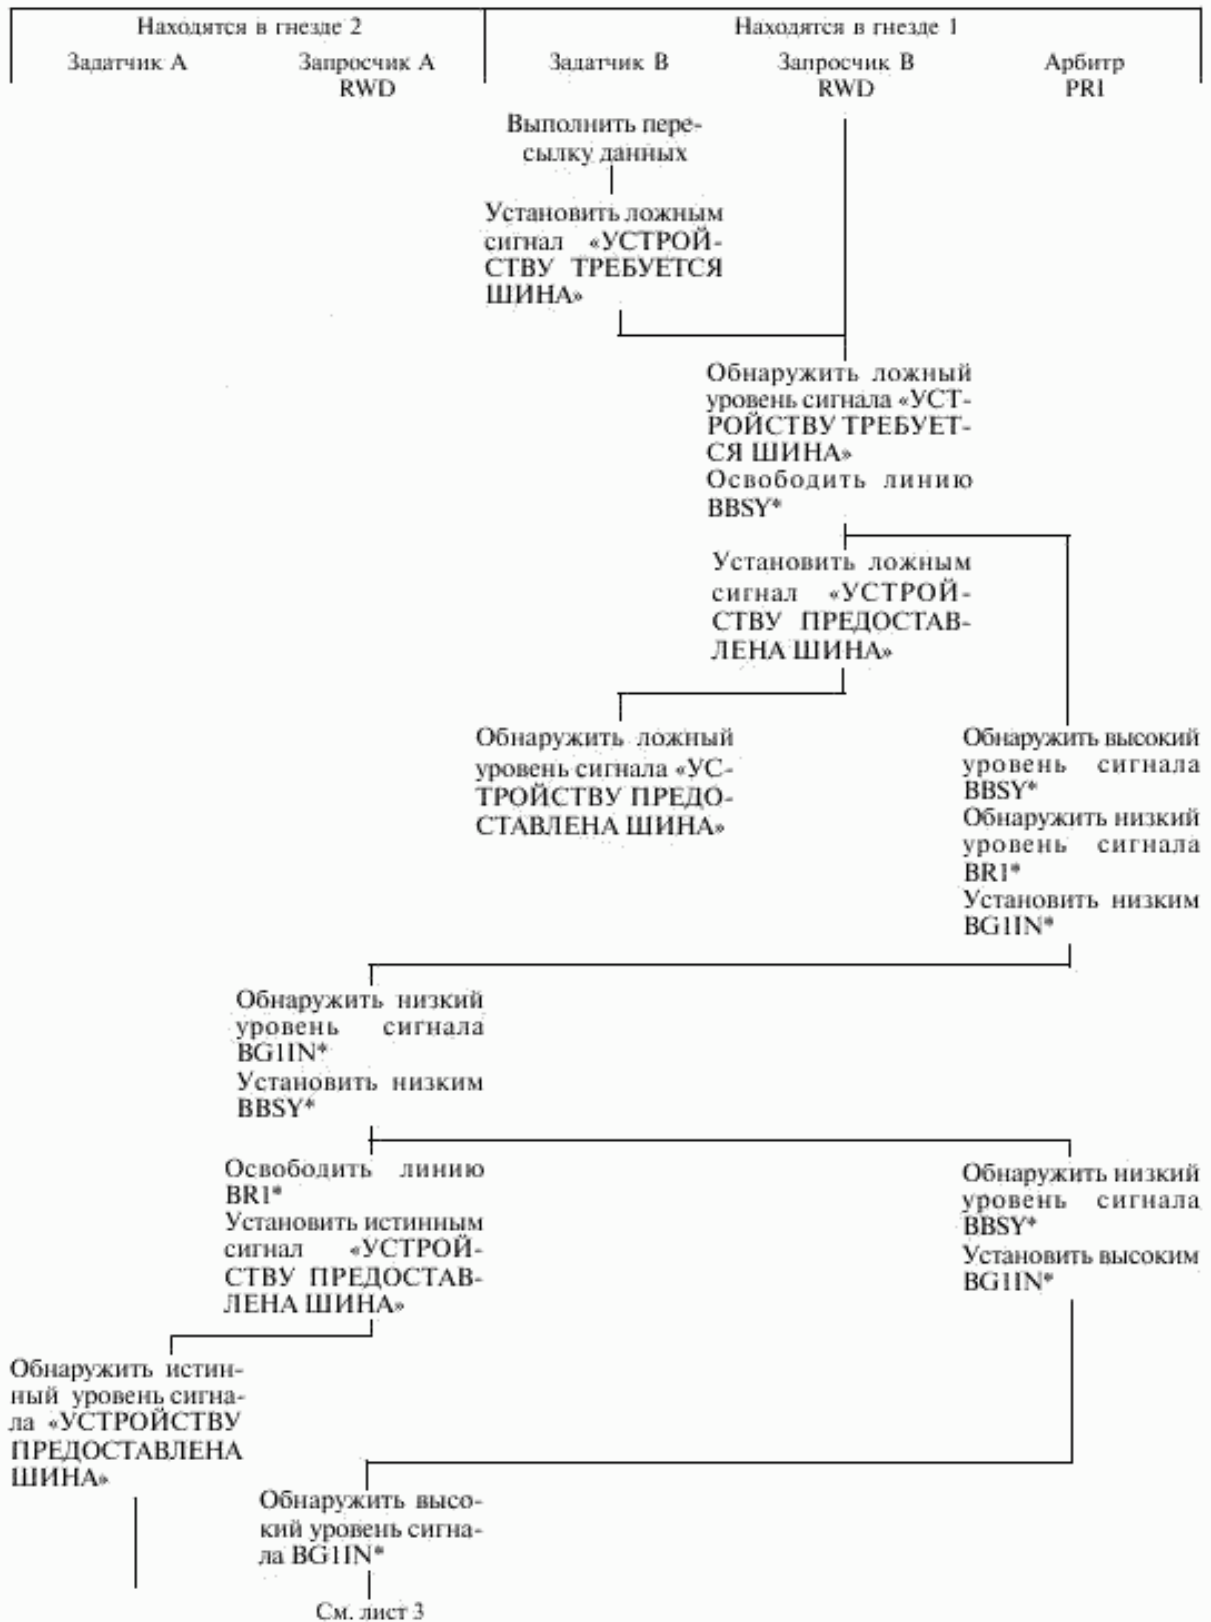 Находятся в гнезде 2
Находятся в гнезде 1
Задатчик А
Запросчик А
RWD
Задатчик В
Запросчик В
RWD
Арбитр
PRI
Выполнить пере-
сылку данных
Установить ложным
сигнал «УСТРОЙ-
СТВУ ТРЕБУЕТСЯ
ШИНА»
Обнаружить ложный
уровень сигнала «УСТ-
РОЙСТВУ ТРЕБУЕТ-
СЯ ШИНА»
Освободить линию
BBSY*
Установить ложным
сигнал «УСТРОЙ-
СТВУ ПРЕДОСТАВ-
ЛЕНА ШИНА»
Обнаружить ложный
уровень сигнала «УС-
ТРОЙСТВУ ПРЕДО-
СТАВЛЕНА ШИНА»
Обнаружить высокий
уровень сигнала
BBSY*
Обнаружить низкий
уровень сигнала
BR1*
Установить низким
BG1IN*
Обнаружить низкий
уровень сигнала
BG1IN*
Установить низким
BBSY*
Освободить линию
BR1*
Установить истинным
сигнал «УСТРОЙ-
СТВУ ПРЕДОСТАВ-
ЛЕНА ШИНА»
Обнаружить низкий
уровень сигнала
BBSY*
Установить высоким
BG1IN*
Обнаружить истин-
ный уровень сигна-
ла «УСТРОЙСТВУ
ПРЕДОСТАВЛЕНА
ШИНА»
Обнаружить высо-
кий уровень сигна-
ла BG1IN*
См. лист 3